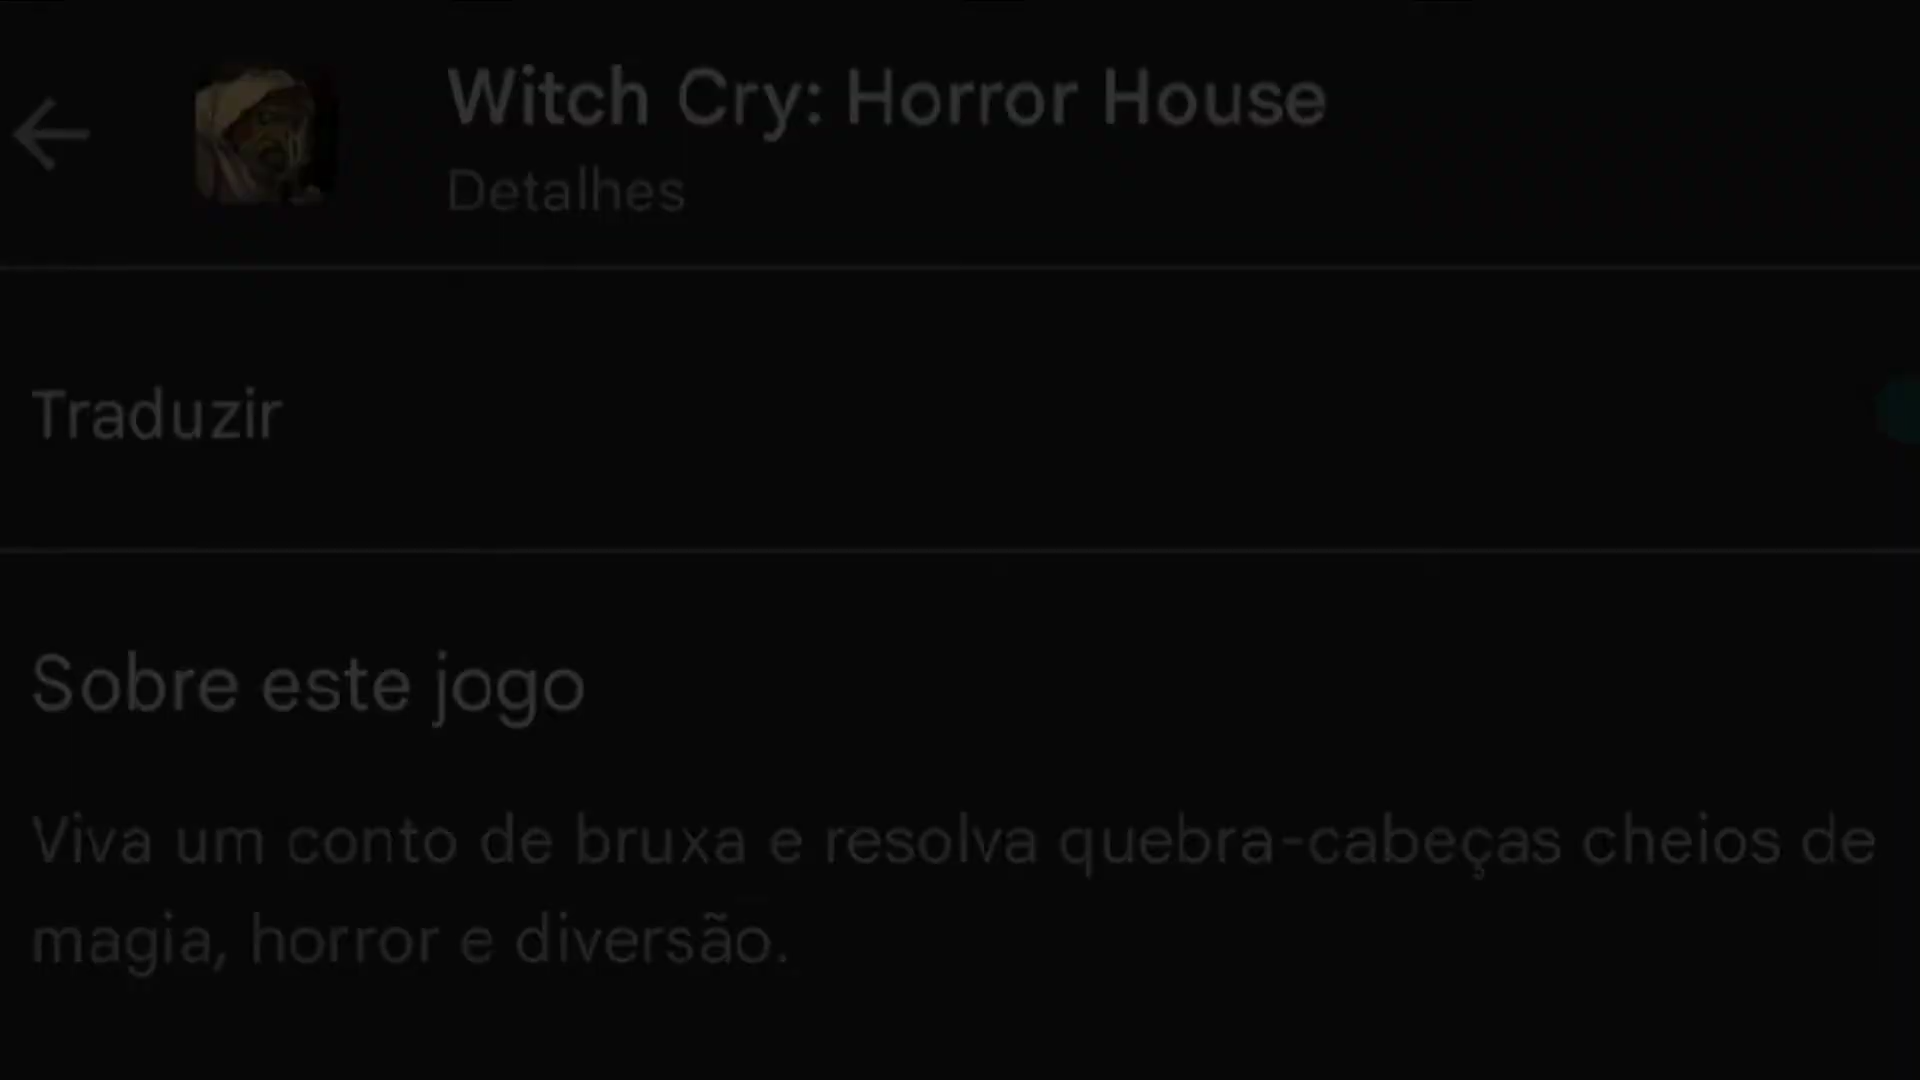 Witch Cry: Horror House
Detalhes
Traduzir
Sobre este jogo
Viva um conto de bruxa e resolva quebra-cabeças cheios de
magia, horror e diversão.